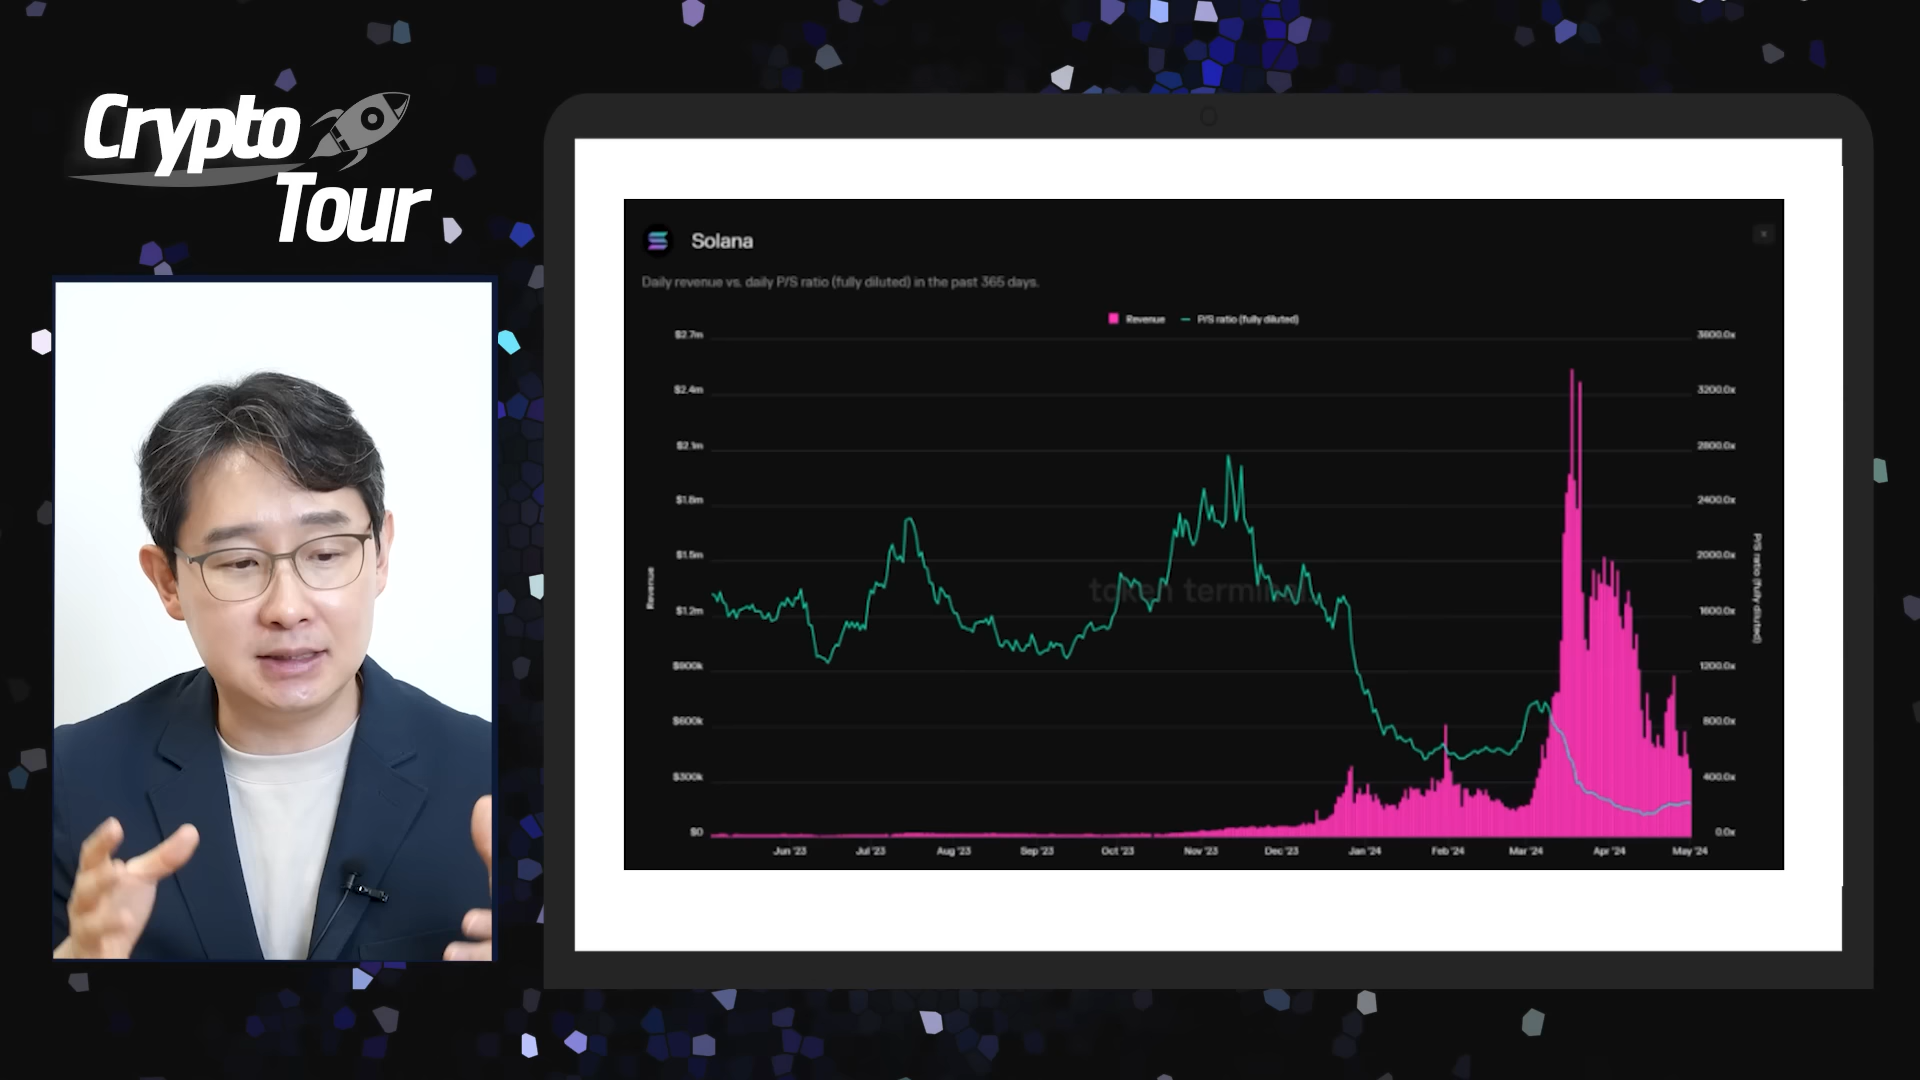 Crypto
Tour
Solana
Daily revenue vs. daily P/S ratio (fully diluted) in the past 365 days.
Revenue P/S ratio (fully diluted)
$2.7m 3600.0x
$2.4m 3200.0x
$2.1m 2800.0x
$1.8m 2400.0x
$1.5m 2000.0x
$1.2m 1600.0x
$900k 1200.0x
$600k 800.0x
$300k 400.0x
$0 0.0x
Revenue
P/S ratio (fully diluted)
token terminal
Jun '23 Jul '23 Aug '23 Sep '23 Oct '23 Nov '23 Dec '23 Jan '24 Feb '24 Mar '24 Apr '24 May '24